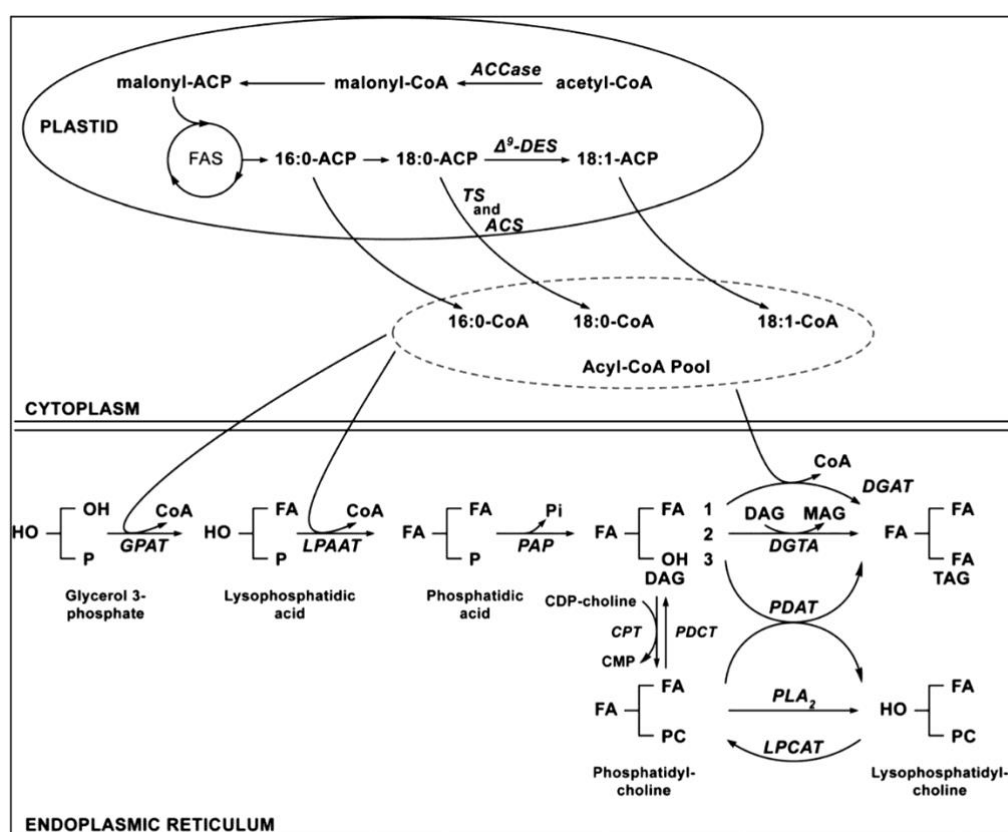 malonyl-ACP malonyl-CoA ACCase acetyl-CoA
PLASTID
FAS 16:0-ACP 18:0-ACP Δ⁹-DES 18:1-ACP
TS
and
ACS
16:0-CoA 18:0-CoA 18:1-CoA
Acyl-CoA Pool
CYTOPLASM
CoA
DGAT
HO OH P CoA GPAT
Glycerol 3-
phosphate
HO FA P CoA LPAAT
Lysophosphatidic
acid
FA FA P Pi PAP
Phosphatidic
acid
FA FA OH
DAG
1
2
3
DAG MAG
DGTA
FA FA FA
TAG
PDAT
CDP-choline
CPT PDCT
CMP
FA FA PC
Phosphatidyl-
choline
PLA₂
LPCAT
HO FA PC
Lysophosphatidyl-
choline
ENDOPLASMIC RETICULUM